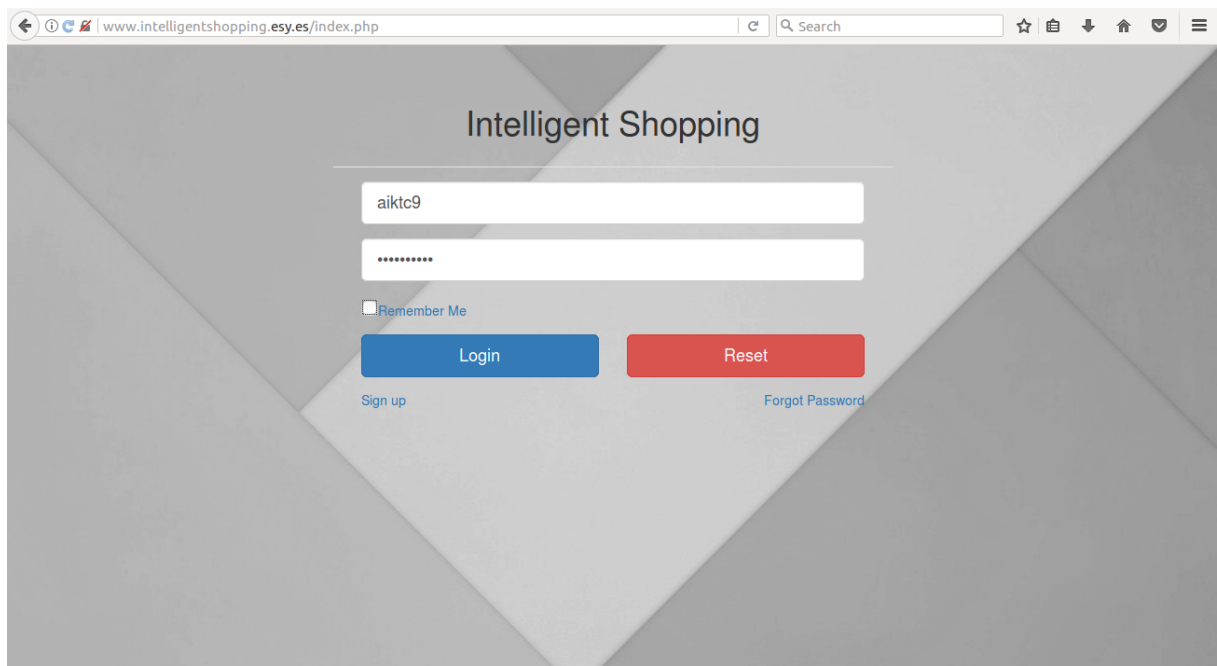 www.intelligentshopping.esy.es/index.php
Search
Intelligent Shopping
aiktc9
••••••••••
Remember Me
Login
Reset
Sign up
Forgot Password